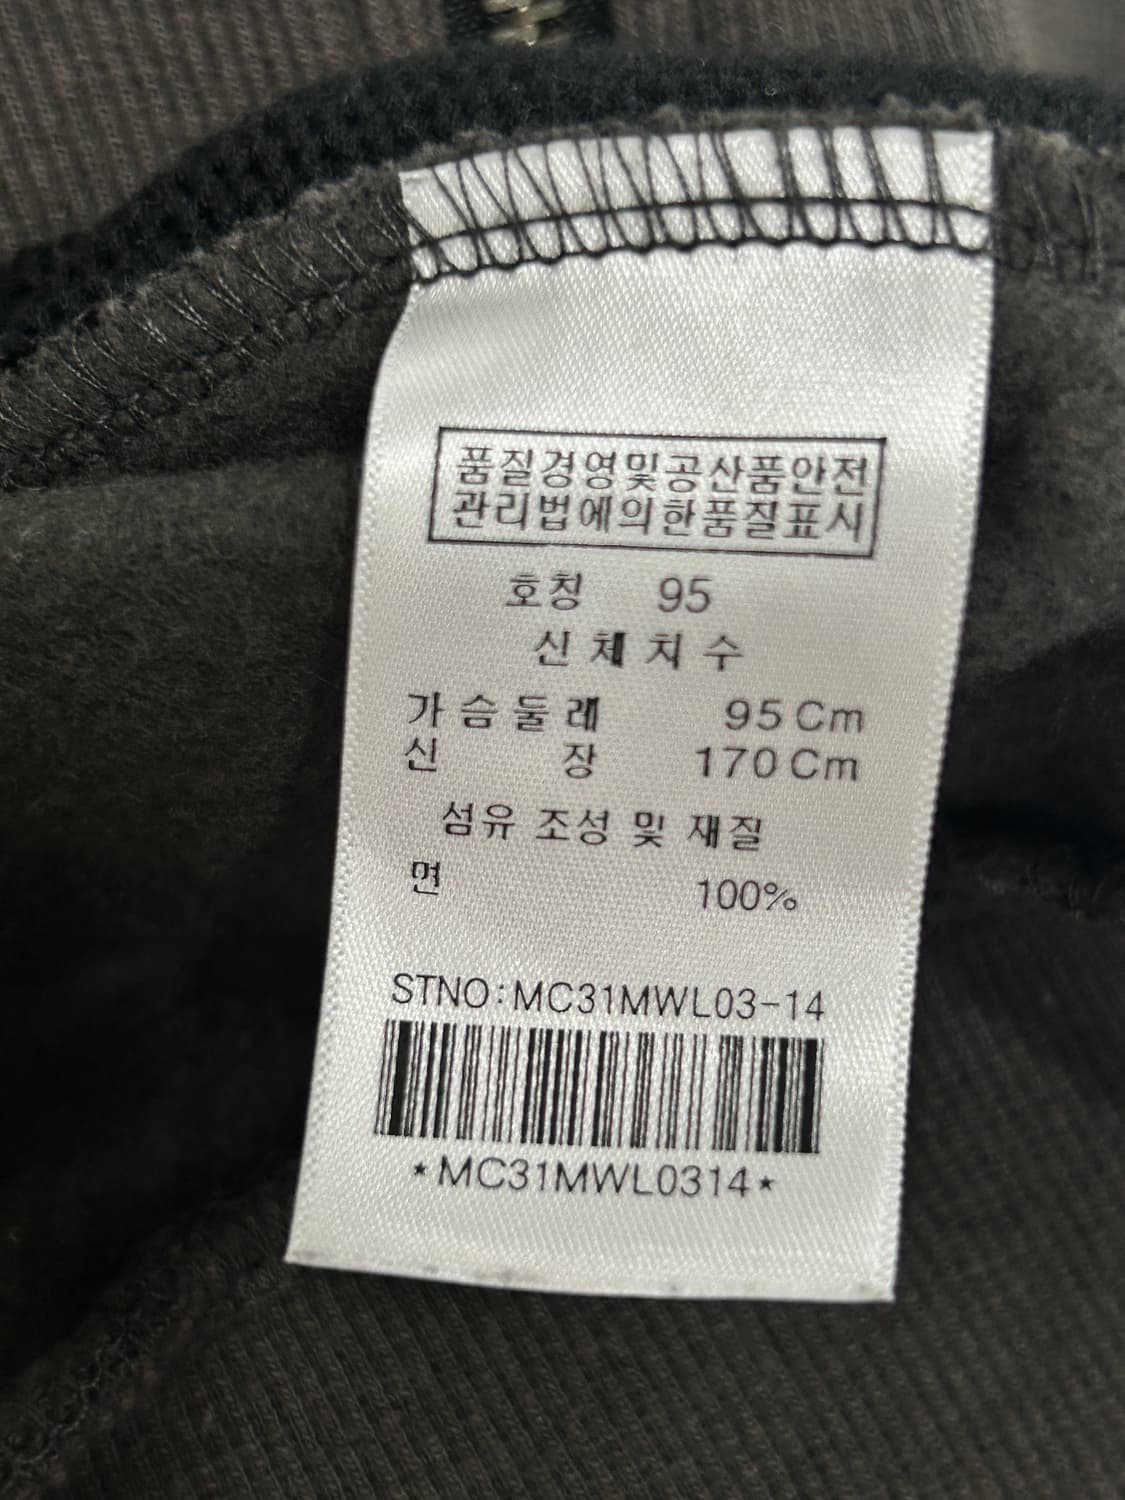 품질경영및공산품안전
관리법에의한품질표시
호칭 95
신체치수
가슴둘레 95Cm
신장 170Cm
섬유 조성 및 재질
면 100%
STNO:MC31MWL03-14
*MC31MWL0314*